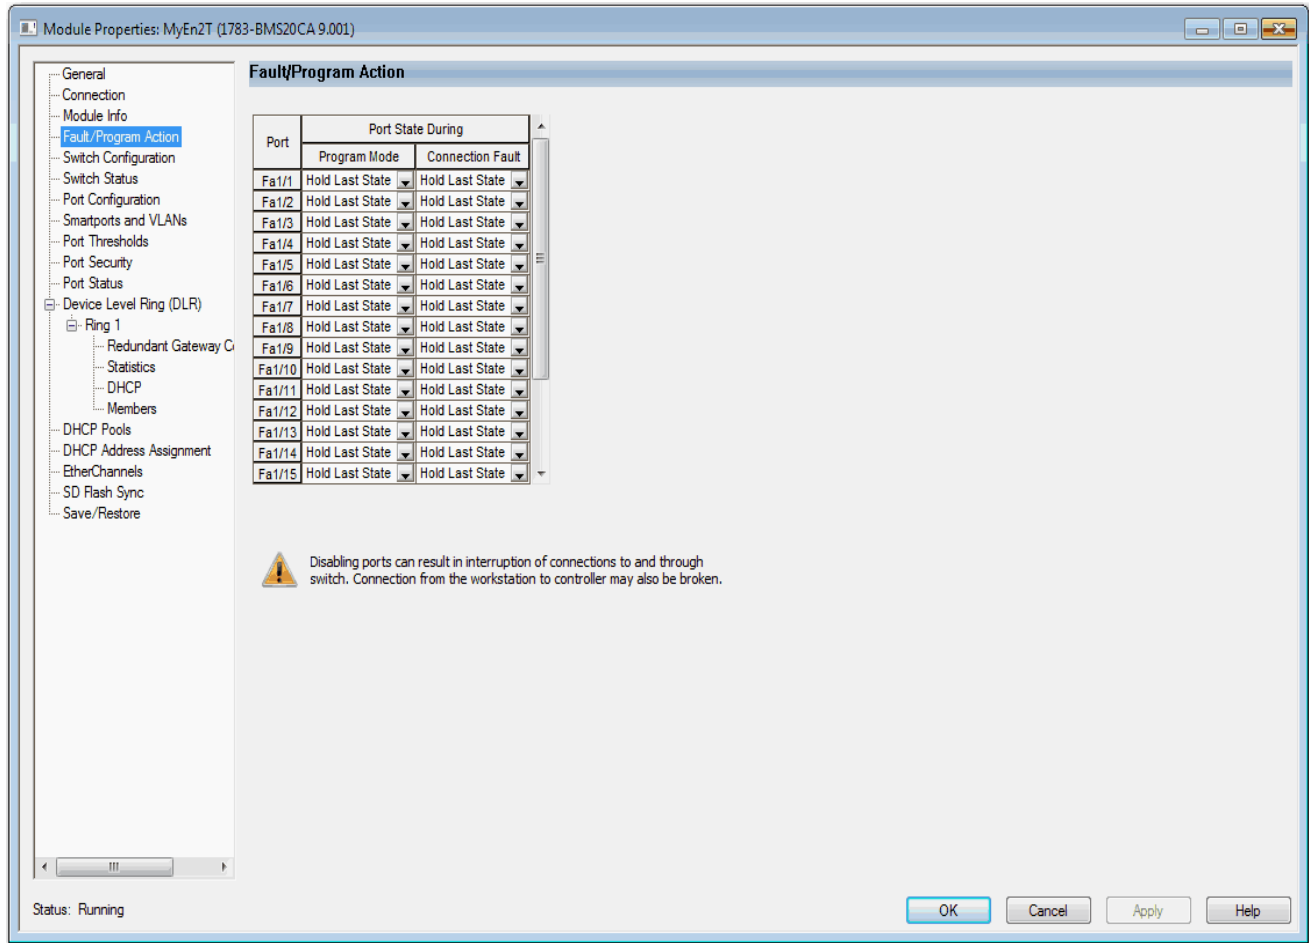 Module Properties: MyEn2T (1783-BMS20CA 9.001)
General
Connection
Module Info
Fault/Program Action
Switch Configuration
Switch Status
Port Configuration
Smartports and VLANs
Port Thresholds
Port Security
Port Status
Device Level Ring (DLR)
Ring 1
Redundant Gateway C
Statistics
DHCP
Members
DHCP Pools
DHCP Address Assignment
EtherChannels
SD Flash Sync
Save/Restore
Fault/Program Action
Port State During
Port
Program Mode Connection Fault
Fa1/1 Hold Last State Hold Last State
Fa1/2 Hold Last State Hold Last State
Fa1/3 Hold Last State Hold Last State
Fa1/4 Hold Last State Hold Last State
Fa1/5 Hold Last State Hold Last State
Fa1/6 Hold Last State Hold Last State
Fa1/7 Hold Last State Hold Last State
Fa1/8 Hold Last State Hold Last State
Fa1/9 Hold Last State Hold Last State
Fa1/10 Hold Last State Hold Last State
Fa1/11 Hold Last State Hold Last State
Fa1/12 Hold Last State Hold Last State
Fa1/13 Hold Last State Hold Last State
Fa1/14 Hold Last State Hold Last State
Fa1/15 Hold Last State Hold Last State
Disabling ports can result in interruption of connections to and through
switch. Connection from the workstation to controller may also be broken.
Status: Running
OK Cancel Apply Help